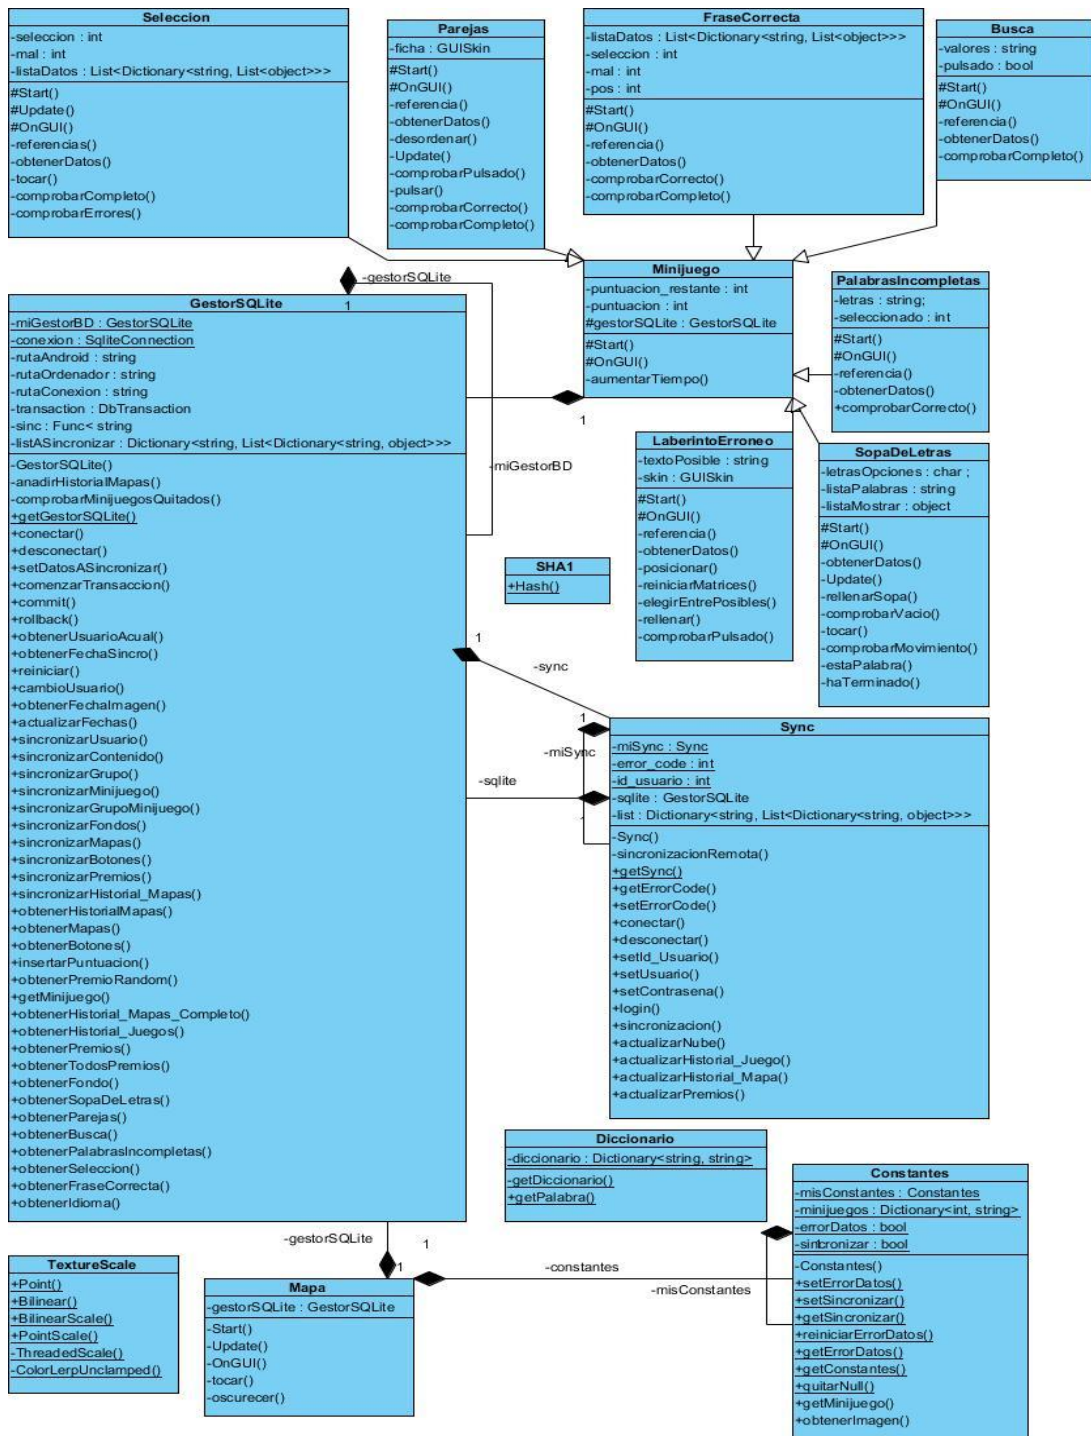 Seleccion
-seleccion : int
-mal : int
-listaDatos : List<Dictionary<string, List<object>>>
#Start()
#Update()
#OnGUI()
-referencias()
-obtenerDatos()
-tocar()
-comprobarCompleto()
-comprobarErrores()
Parejas
-ficha : GUISkin
#Start()
#OnGUI()
-referencia()
-obtenerDatos()
-desordenar()
-Update()
-comprobarPulsado()
-pulsar()
-comprobarCorrecto()
-comprobarCompleto()
FraseCorrecta
-listaDatos : List<Dictionary<string, List<object>>>
-seleccion : int
-mal : int
-pos : int
#Start()
#OnGUI()
-referencia()
-obtenerDatos()
-comprobarCorrecto()
-comprobarCompleto()
Busca
-valores : string
-pulsado : bool
#Start()
#OnGUI()
-referencia()
-obtenerDatos()
-comprobarCompleto()
Minijuego
-puntuacion_restante : int
-puntuacion : int
#gestorSQLite : GestorSQLite
#Start()
#OnGUI()
-aumentarTiempo()
1
PalabrasIncompletas
-letras : string;
-seleccionado : int
#Start()
#OnGUI()
-referencia()
-obtenerDatos()
+comprobarCorrecto()
-gestorSQLite
1
GestorSQLite
-miGestorBD : GestorSQLite
-conexion : SqliteConnection
-rutaAndroid : string
-rutaOrdenador : string
-rutaConexion : string
-transaction : DbTransaction
-sinc : Func< string
-listASincronizar : Dictionary<string, List<Dictionary<string, object>>>
-GestorSQLite()
-anadirHistorialMapas()
-comprobarMinijuegosQuitados()
+getGestorSQLite()
+conectar()
+desconectar()
+setDatosASincronizar()
+comenzarTransaccion()
+commit()
+rollback()
+obtenerUsuarioAcual()
+obtenerFechaSincro()
+reiniciar()
+cambioUsuario()
+obtenerFechaImagen()
+actualizarFechas()
+sincronizarUsuario()
+sincronizarContenido()
+sincronizarGrupo()
+sincronizarMinijuego()
+sincronizarGrupoMinijuego()
+sincronizarFondos()
+sincronizarMapas()
+sincronizarBotones()
+sincronizarPremios()
+sincronizarHistorial_Mapas()
+obtenerHistorialMapas()
+obtenerMapas()
+obtenerBotones()
+insertarPuntuacion()
+obtenerPremioRandom()
+getMinijuego()
+obtenerHistorial_Mapas_Completo()
+obtenerHistorial_Juegos()
+obtenerPremios()
+obtenerTodosPremios()
+obtenerFondo()
+obtenerSopaDeLetras()
+obtenerParejas()
+obtenerBusca()
+obtenerPalabrasIncompletas()
+obtenerSeleccion()
+obtenerFraseCorrecta()
+obtenerIdioma()
-miGestorBD
LaberintoErroneo
-textoPosible : string
-skin : GUISkin
#Start()
#OnGUI()
-referencia()
-obtenerDatos()
-posicionar()
-reiniciarMatrices()
-elegirEntrePosibles()
-rellenar()
-comprobarPulsado()
SopaDeLetras
-letrasOpciones : char ;
-listaPalabras : string
-listaMostrar : object
#Start()
#OnGUI()
-obtenerDatos()
-Update()
-rellenarSopa()
-comprobarVacio()
-tocar()
-comprobarMovimiento()
-estaPalabra()
-haTerminado()
SHA1
+Hash()
1
-sync
1
-miSync
-sqlite
Sync
-miSync : Sync
-error_code : int
-id_usuario : int
-sqlite : GestorSQLite
-list : Dictionary<string, List<Dictionary<string, object>>>
-Sync()
-sincronizacionRemota()
+getSync()
+getErrorCode()
+setErrorCode()
+conectar()
+desconectar()
+setId_Usuario()
+setUsuario()
+setContrasena()
+login()
+sincronizacion()
+actualizarNube()
+actualizarHistorial_Juego()
+actualizarHistorial_Mapa()
+actualizarPremios()
Diccionario
-diccionario : Dictionary<string, string>
-getDiccionario()
+getPalabra()
Constantes
-misConstantes : Constantes
-minijuegos : Dictionary<int, string>
-errorDatos : bool
-sintcronizar : bool
-Constantes()
+setErrorDatos()
+setSincronizar()
+getSincronizar()
+reiniciarErrorDatos()
+getErrorDatos()
+getConstantes()
+quitarNull()
+getMinijuego()
+obtenerImagen()
-gestorSQLite
1
1
-constantes
-misConstantes
TextureScale
+Point()
+Bilinear()
+BilinearScale()
+PointScale()
-ThreadedScale()
-ColorLerpUnclamped()
Mapa
-gestorSQLite : GestorSQLite
-Start()
-Update()
-OnGUI()
-tocar()
-oscurecer()